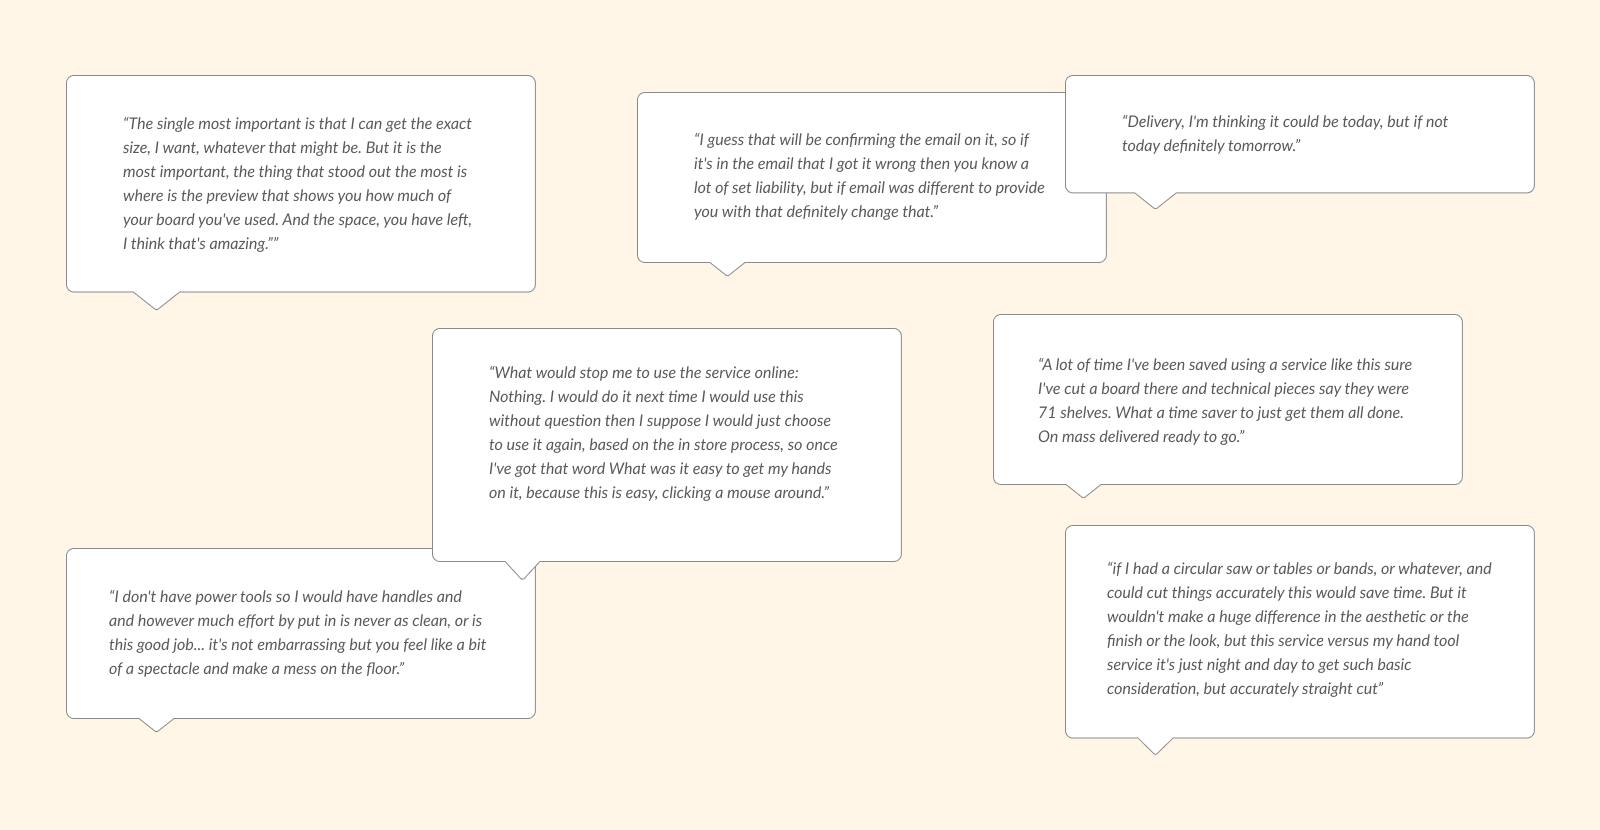 “The single most important is that I can get the exact
size, I want, whatever that might be. But it is the
most important, the thing that stood out the most is
where is the preview that shows you how much of
your board you've used. And the space, you have left,
I think that's amazing.””
“I guess that will be confirming the email on it, so if
it's in the email that I got it wrong then you know a
lot of set liability, but if email was different to provide
you with that definitely change that.”
“Delivery, I'm thinking it could be today, but if not
today definitely tomorrow.”
“What would stop me to use the service online:
Nothing. I would do it next time I would use this
without question then I suppose I would just choose
to use it again, based on the in store process, so once
I've got that word What was it easy to get my hands
on it, because this is easy, clicking a mouse around.”
“A lot of time I've been saved using a service like this sure
I've cut a board there and technical pieces say they were
71 shelves. What a time saver to just get them all done.
On mass delivered ready to go.”
“I don't have power tools so I would have handles and
and however much effort by put in is never as clean, or is
this good job... it's not embarrassing but you feel like a bit
of a spectacle and make a mess on the floor.”
“if I had a circular saw or tables or bands, or whatever, and
could cut things accurately this would save time. But it
wouldn't make a huge difference in the aesthetic or the
finish or the look, but this service versus my hand tool
service it's just night and day to get such basic
consideration, but accurately straight cut”